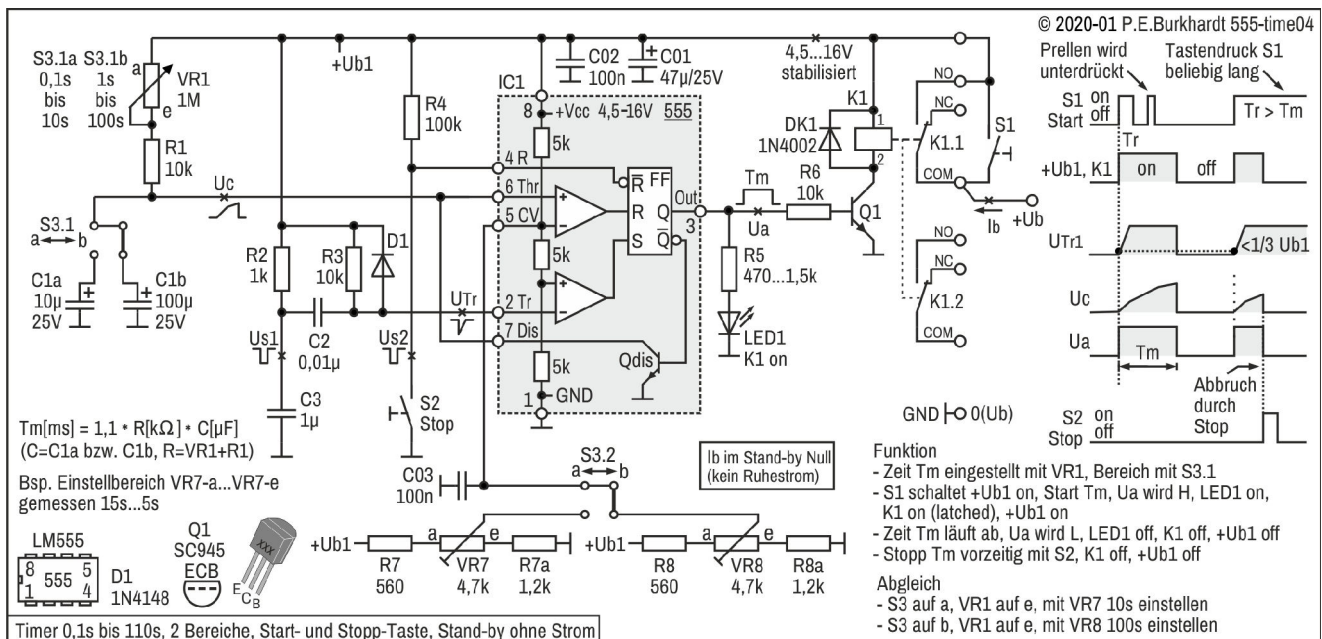 © 2020-01 P.E.Burkhardt 555-time04
S3.1a
0,1s
bis
10s
S3.1b
1s
bis
100s
a
VR1
1M
e
R1
10k
+Ub1
R4
100k
C02
100n
+
C01
47µ/25V
4,5...16V
stabilisiert
IC1
8
+Vcc 4,5-16V 555
5k
4 R
6 Thr
5 CV
5k
2 Tr
7 Dis
5k
1
GND
+
−
+
−
R
FF
R
Q
S
Q
Out
3
Qdis
Uc
S3.1
a
b
C1a
10µ
25V
+
C1b
100µ
25V
+
R2
1k
R3
10k
D1
C2
0,01µ
UTr
Us1
Us2
C3
1µ
S2
Stop
Tm
Ua
R6
10k
R5
470...1,5k
LED1
K1 on
K1
1
2
DK1
1N4002
Q1
NO
NC
K1.1
COM
S1
+Ub
Ib
NO
NC
K1.2
COM
GND
0(Ub)
Prellen wird
unterdrückt
Tastendruck S1
beliebig lang
S1
Start
on
off
Tr
Tr > Tm
+Ub1, K1
on
off
UTr1
<1/3 Ub1
Uc
Ua
Tm
Abbruch
durch
Stop
S2
Stop
on
off
Tm[ms] = 1,1 * R[kΩ] * C[µF]
(C=C1a bzw. C1b, R=VR1+R1)
Bsp. Einstellbereich VR7-a...VR7-e
gemessen 15s...5s
C03
100n
S3.2
a
b
Ib im Stand-by Null
(kein Ruhestrom)
+Ub1
R7
560
a
e
VR7
4,7k
R7a
1,2k
+Ub1
R8
560
a
e
VR8
4,7k
R8a
1,2k
LM555
8
5
555
1
4
D1
1N4148
Q1
SC945
ECB
XXX
E
C
B
Funktion
- Zeit Tm eingestellt mit VR1, Bereich mit S3.1
- S1 schaltet +Ub1 on, Start Tm, Ua wird H, LED1 on,
K1 on (latched), +Ub1 on
- Zeit Tm läuft ab, Ua wird L, LED1 off, K1 off, +Ub1 off
- Stopp Tm vorzeitig mit S2, K1 off, +Ub1 off
Abgleich
- S3 auf a, VR1 auf e, mit VR7 10s einstellen
- S3 auf b, VR1 auf e, mit VR8 100s einstellen
Timer 0,1s bis 110s, 2 Bereiche, Start- und Stopp-Taste, Stand-by ohne Strom